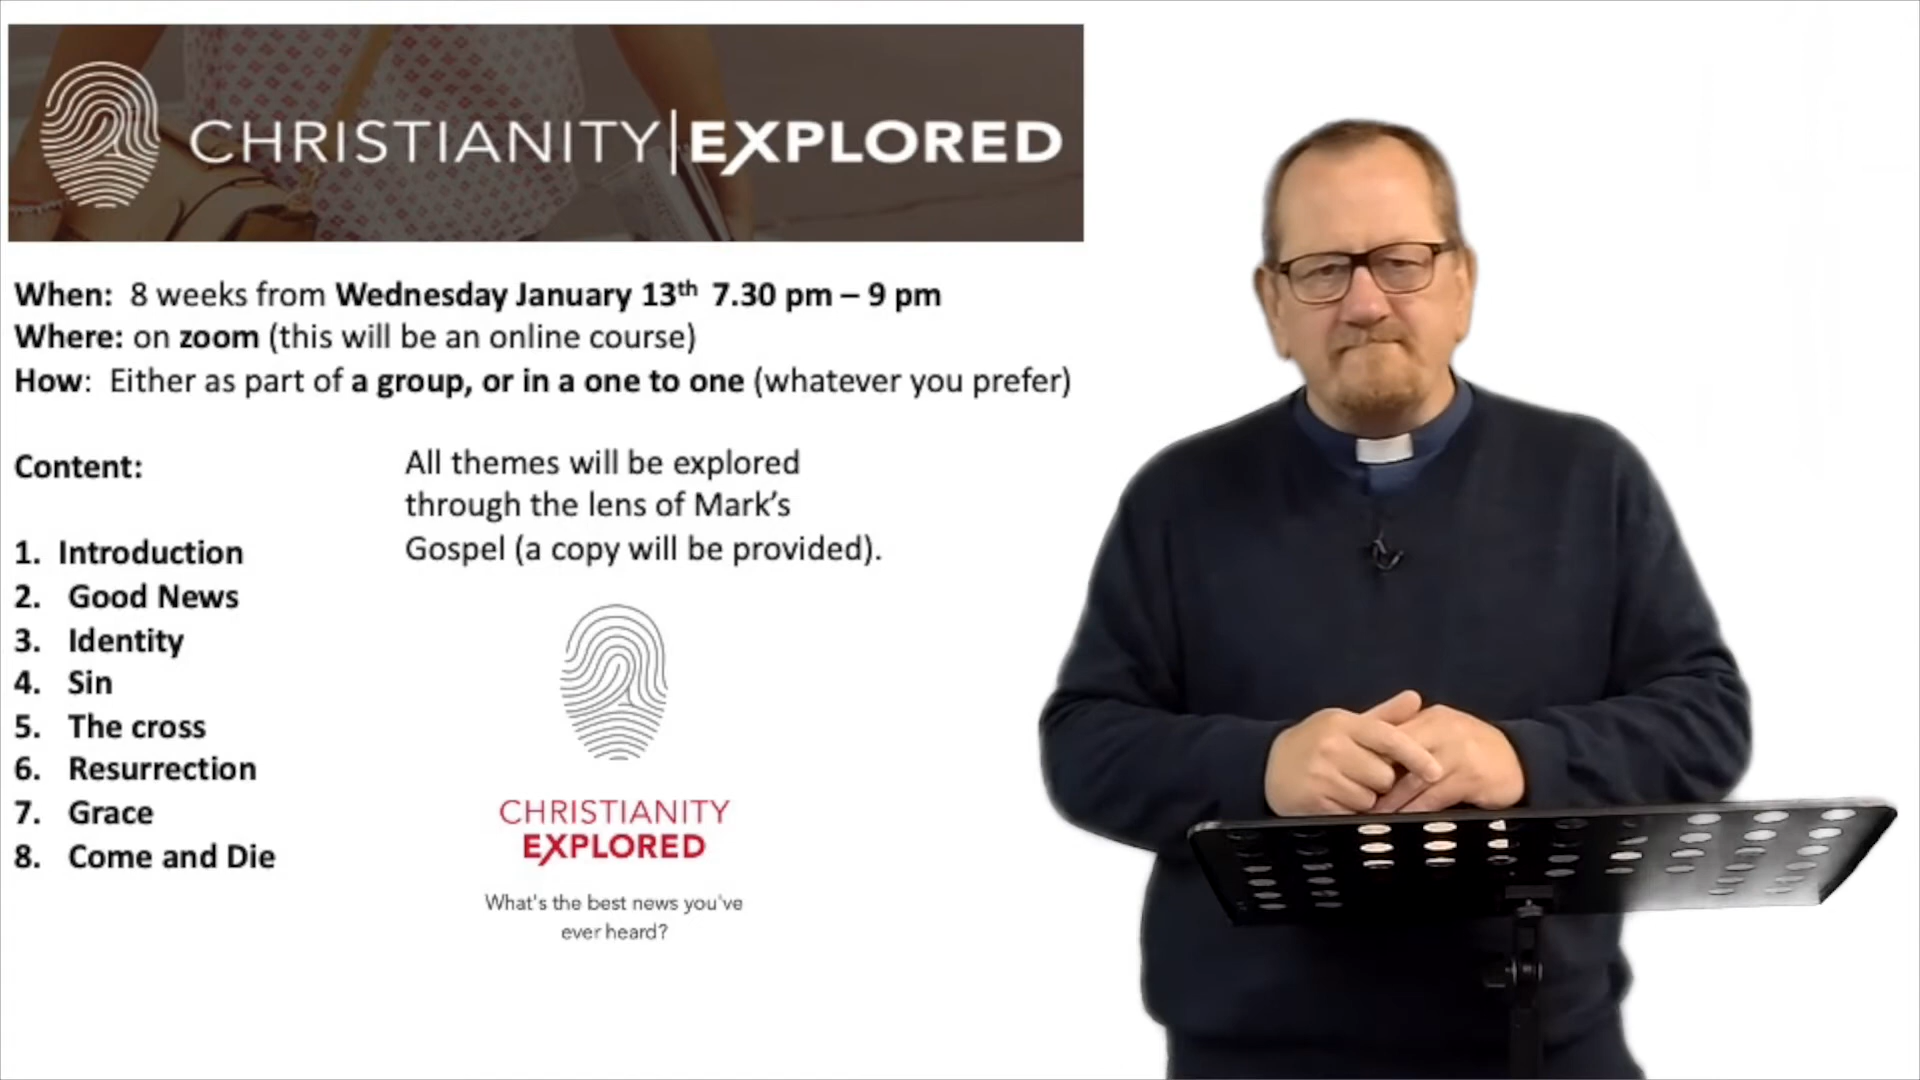 CHRISTIANITY|EXPLORED
When: 8 weeks from Wednesday January 13th 7.30 pm – 9 pm
Where: on zoom (this will be an online course)
How: Either as part of a group, or in a one to one (whatever you prefer)
Content:
1. Introduction
2. Good News
3. Identity
4. Sin
5. The cross
6. Resurrection
7. Grace
8. Come and Die
All themes will be explored
through the lens of Mark's
Gospel (a copy will be provided).
CHRISTIANITY
EXPLORED
What's the best news you've
ever heard?